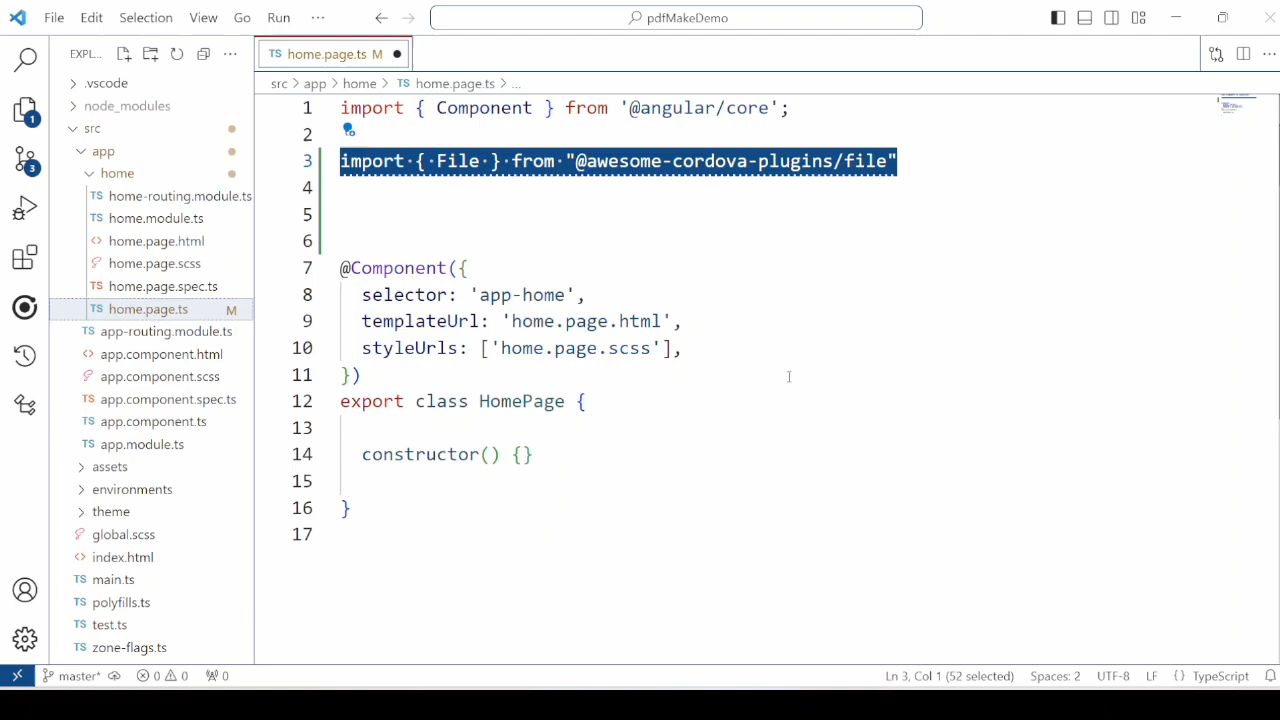 File Edit Selection View Go Run ··· pdfMakeDemo
EXPL... ··· TS home.page.ts M
.vscode
node_modules
src
app
home
TS home-routing.module.ts
TS home.module.ts
<> home.page.html
home.page.scss
TS home.page.spec.ts
TS home.page.ts M
TS app-routing.module.ts
<> app.component.html
app.component.scss
TS app.component.spec.ts
TS app.component.ts
TS app.module.ts
assets
environments
theme
global.scss
<> index.html
TS main.ts
TS polyfills.ts
TS test.ts
TS zone-flags.ts
1
3
src > app > home > TS home.page.ts > ...
1 import { Component } from '@angular/core';
2
3 import·{·File·}·from·"@awesome-cordova-plugins/file"
4
5
6
7 @Component({
8 selector: 'app-home',
9 templateUrl: 'home.page.html',
10 styleUrls: ['home.page.scss'],
11 })
12 export class HomePage {
13
14 constructor() {}
15
16 }
17
master* 0 0 0 Ln 3, Col 1 (52 selected) Spaces: 2 UTF-8 LF {} TypeScript